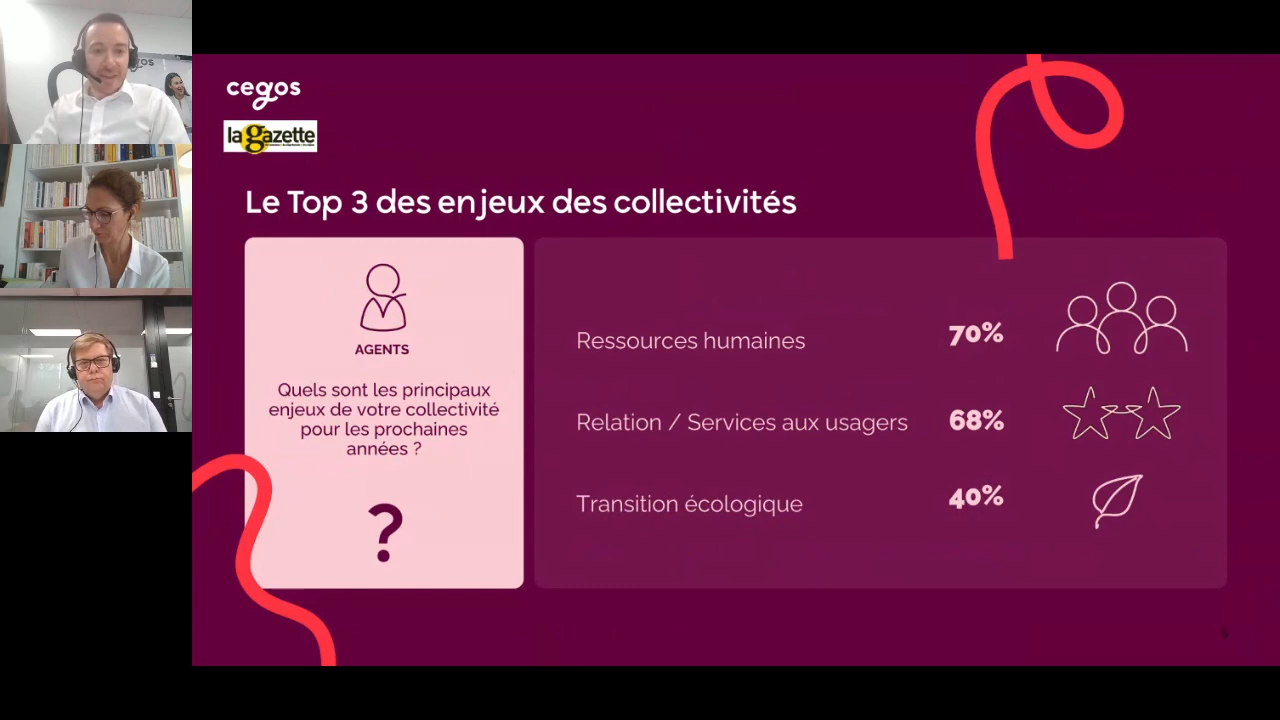 cegos
la gazette
Le Top 3 des enjeux des collectivités
AGENTS
Quels sont les principaux
enjeux de votre collectivité
pour les prochaines
années ?
?
Ressources humaines 70%
Relation / Services aux usagers 68%
Transition écologique 40%
6